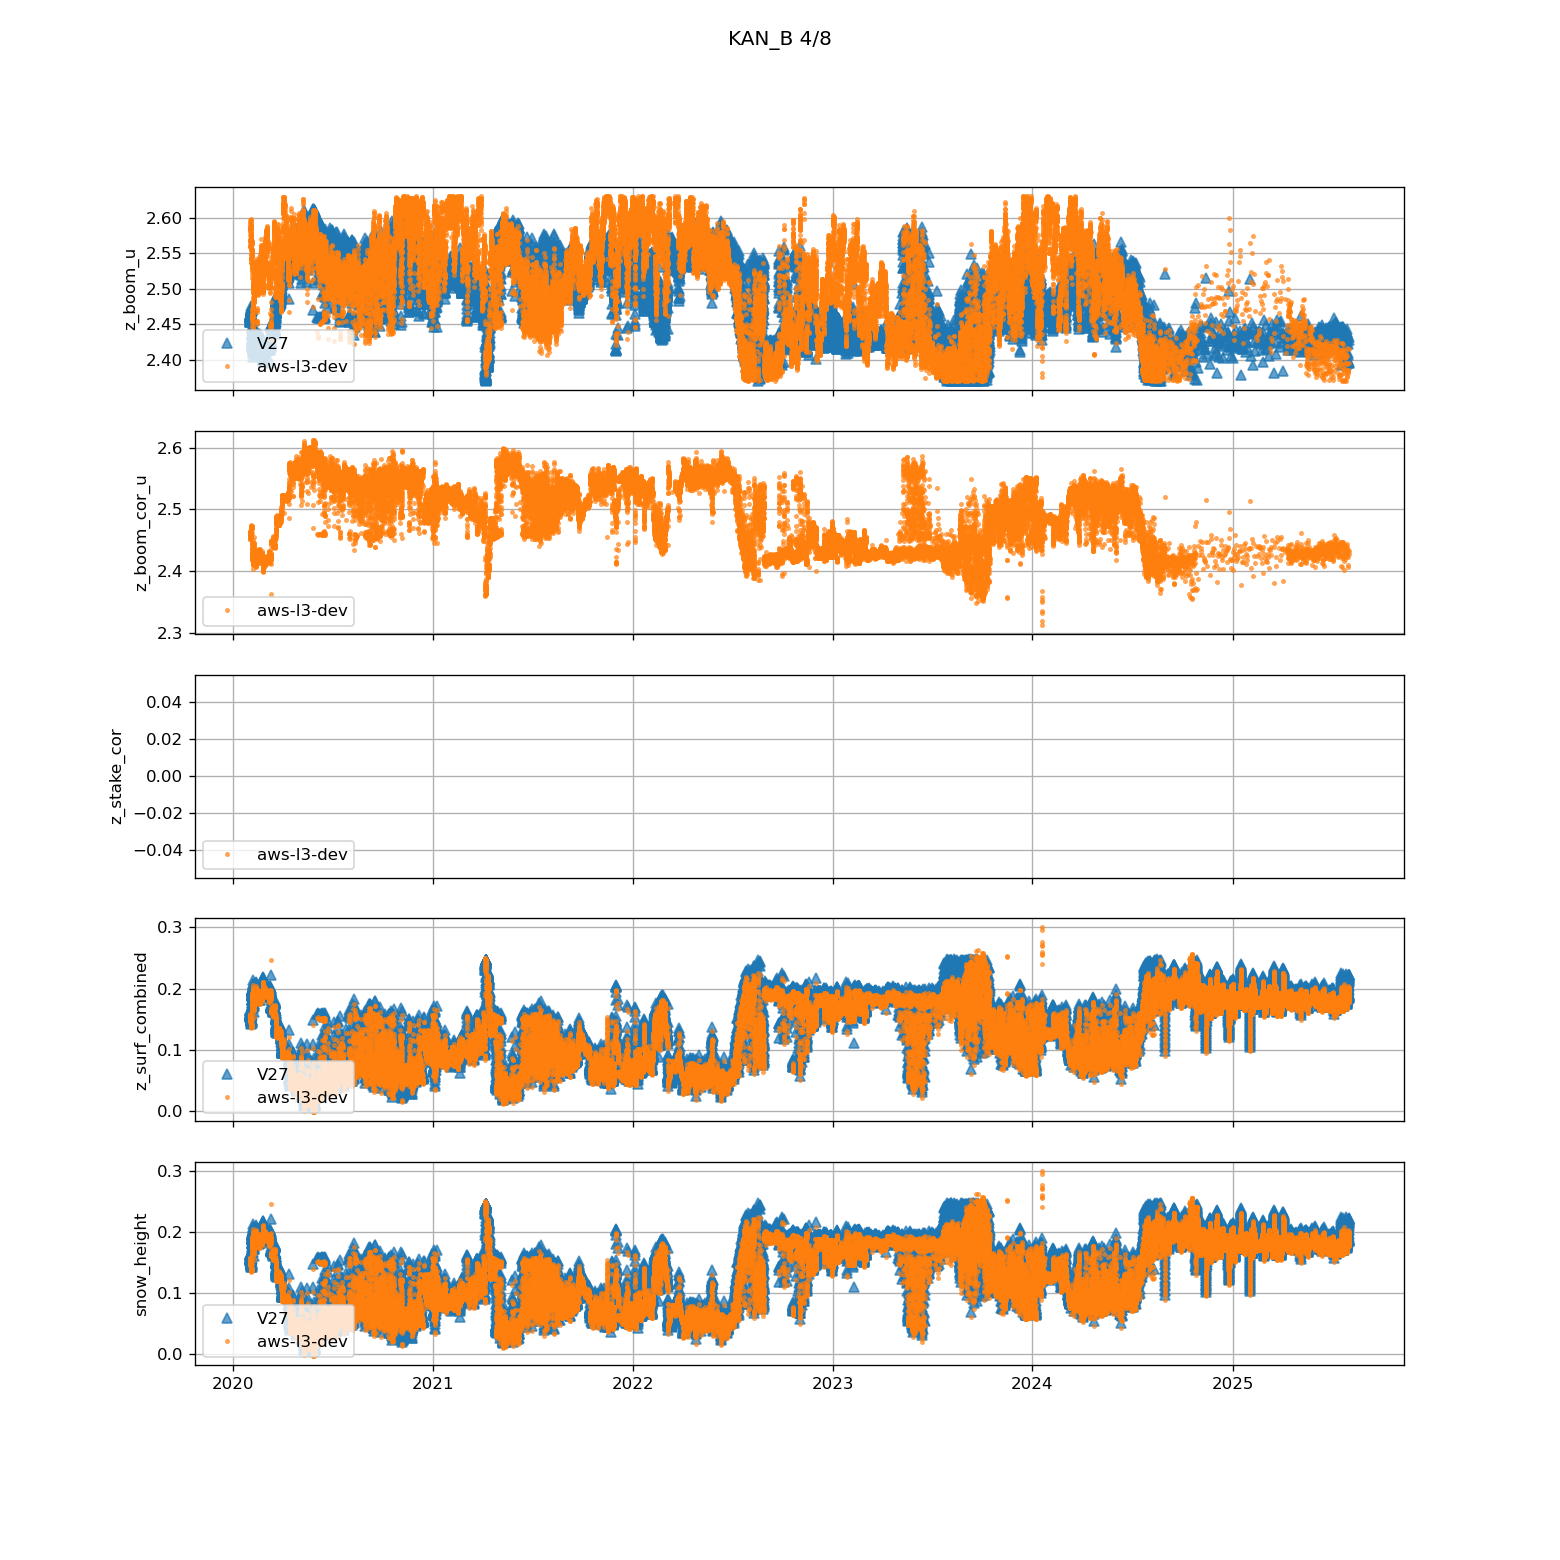 KAN_B 4/8
z_boom_u
2.60
2.55
2.50
2.45
2.40
V27
aws-l3-dev
z_boom_cor_u
2.6
2.5
2.4
2.3
aws-l3-dev
z_stake_cor
0.04
0.02
0.00
−0.02
−0.04
aws-l3-dev
z_surf_combined
0.3
0.2
0.1
0.0
V27
aws-l3-dev
snow_height
0.3
0.2
0.1
0.0
V27
aws-l3-dev
2020 2021 2022 2023 2024 2025